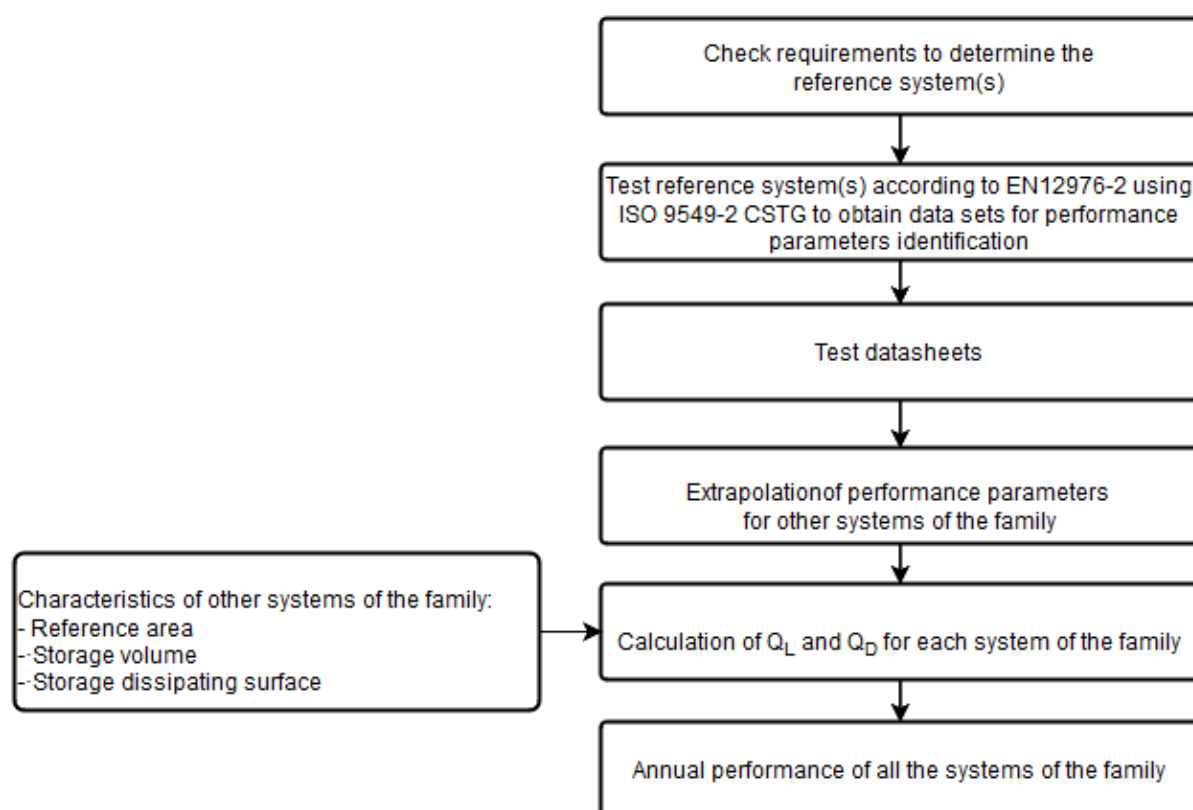 Check requirements to determine the
reference system(s)
Test reference system(s) according to EN12976-2 using
ISO 9549-2 CSTG to obtain data sets for performance
parameters identification
Test datasheets
Extrapolationof performance parameters
for other systems of the family
Characteristics of other systems of the family:
- Reference area
-·Storage volume
-·Storage dissipating surface
Calculation of Q_L and Q_D for each system of the family
Annual performance of all the systems of the family